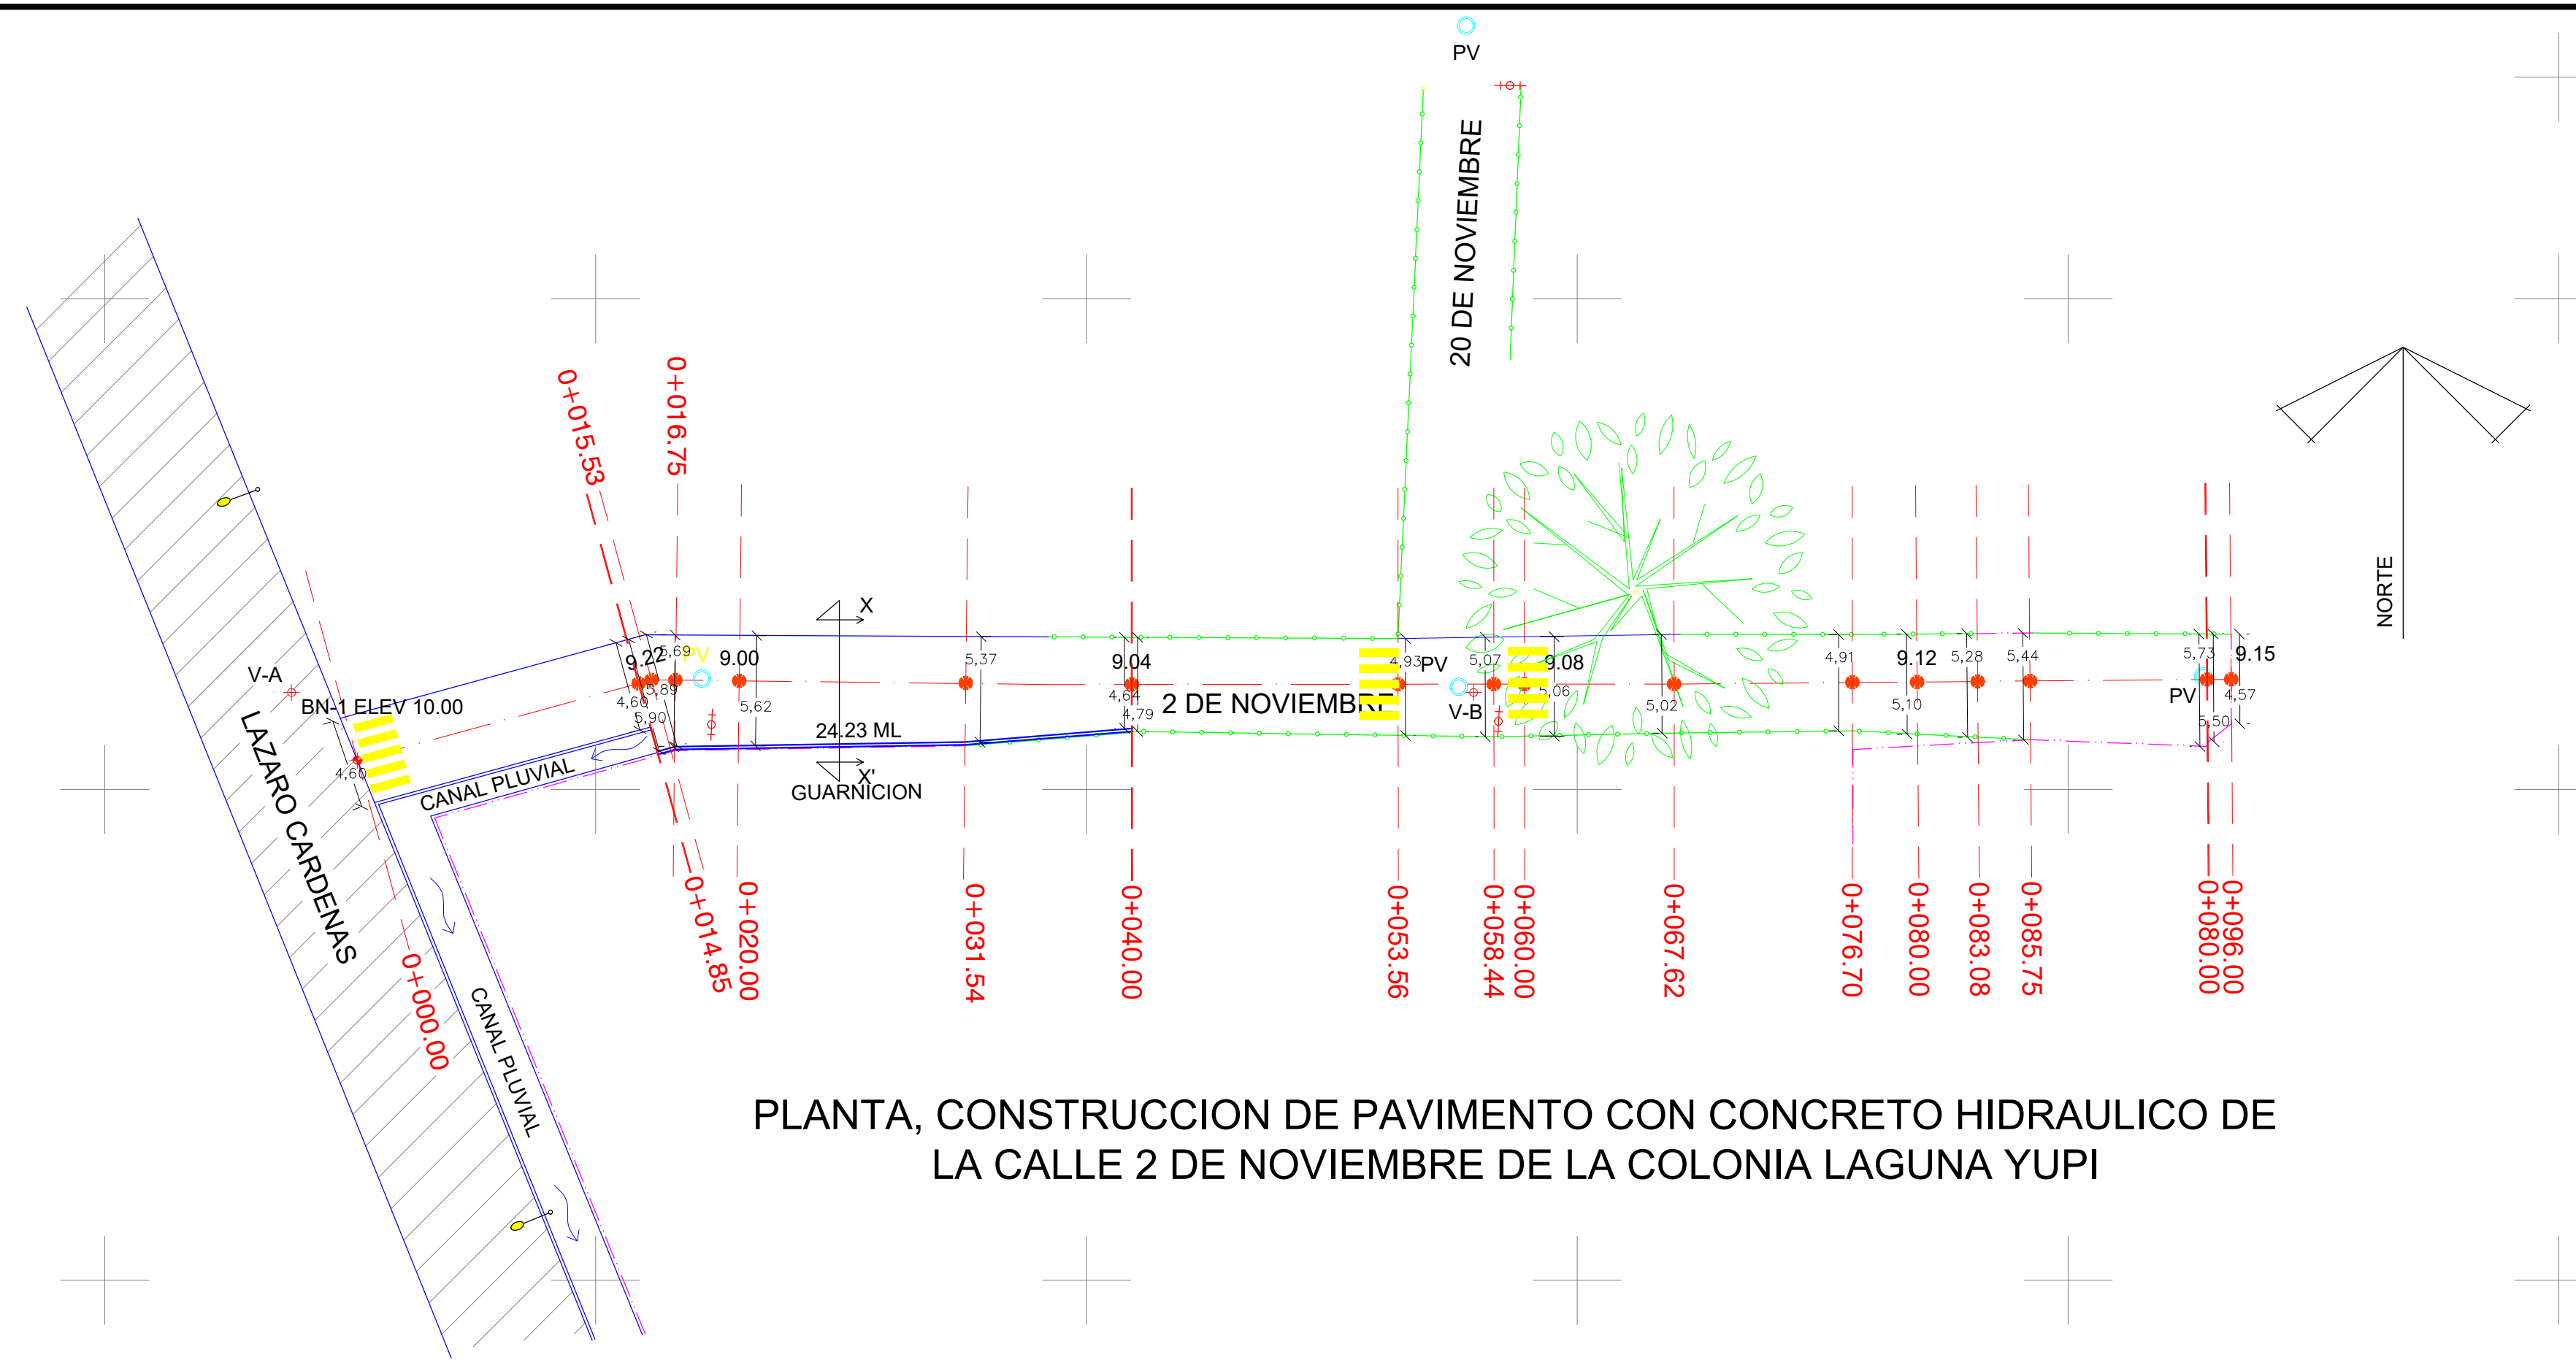 PV
20 DE NOVIEMBRE
NORTE
0+015.53
0+016.75
X
9.22
5,69
PV
9.00
5,37
9.04
4,93
PV
5,07
9.08
4,91
9.12
5,28
5,44
5,73
9.15
V-A
BN-1 ELEV 10.00
4,60
5,89
5,90
5,62
24.23 ML
4,64
4,79
2 DE NOVIEMBRE
V-B
5,06
5,02
5,10
PV
4,57
5,50
4,60
CANAL PLUVIAL
X'
GUARNICION
LAZARO CARDENAS
0+000.00
0+014.85
0+020.00
0+031.54
0+040.00
0+053.56
0+058.44
0+060.00
0+067.62
0+076.70
0+080.00
0+083.08
0+085.75
0+080.00
0+096.00
CANAL PLUVIAL
PLANTA, CONSTRUCCION DE PAVIMENTO CON CONCRETO HIDRAULICO DE
LA CALLE 2 DE NOVIEMBRE DE LA COLONIA LAGUNA YUPI